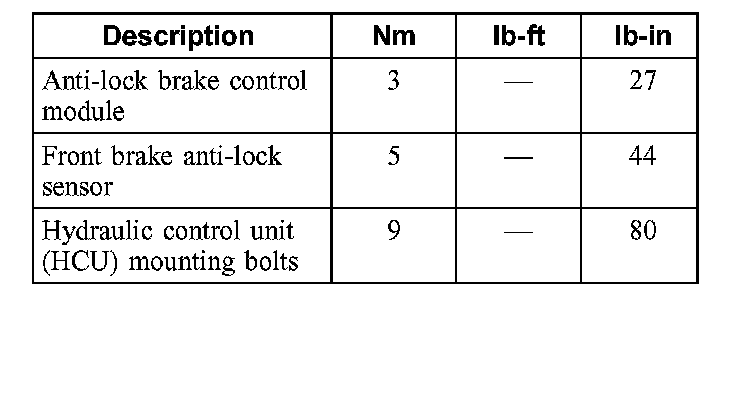 Description Nm lb-ft lb-in
Anti-lock brake control module 3 — 27
Front brake anti-lock sensor 5 — 44
Hydraulic control unit (HCU) mounting bolts 9 — 80